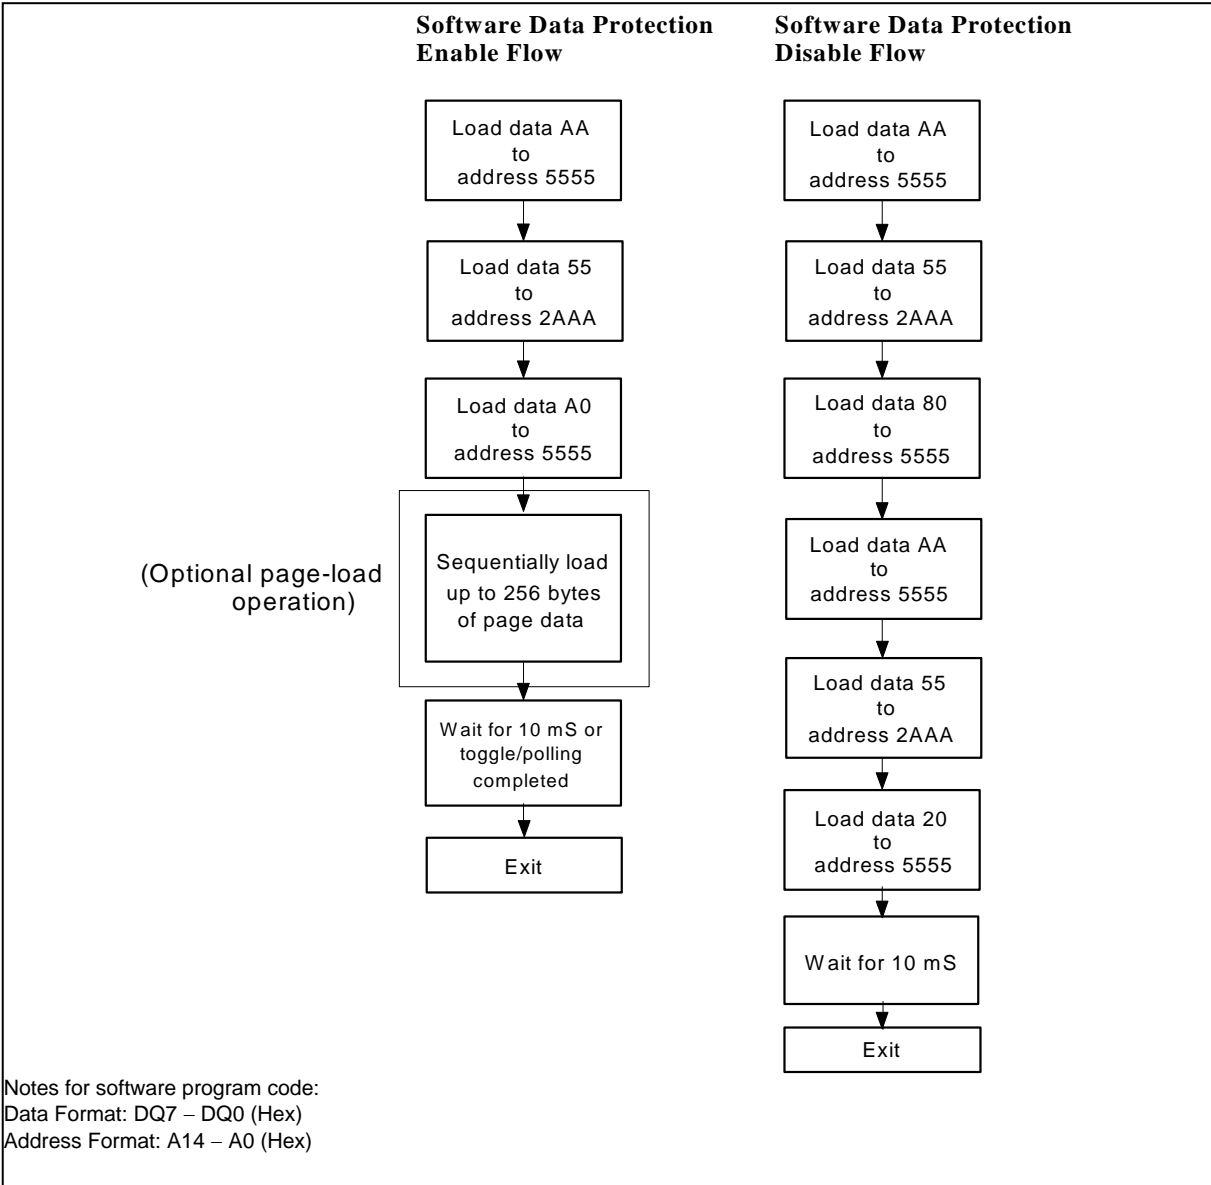 Software Data Protection
Enable Flow
Load data AA
to
address 5555
Load data 55
to
address 2AAA
Load data A0
to
address 5555
(Optional page-load
operation)
Sequentially load
up to 256 bytes
of page data
Wait for 10 mS or
toggle/polling
completed
Exit
Software Data Protection
Disable Flow
Load data AA
to
address 5555
Load data 55
to
address 2AAA
Load data 80
to
address 5555
Load data AA
to
address 5555
Load data 55
to
address 2AAA
Load data 20
to
address 5555
Wait for 10 mS
Exit
Notes for software program code:
Data Format: DQ7 – DQ0 (Hex)
Address Format: A14 – A0 (Hex)